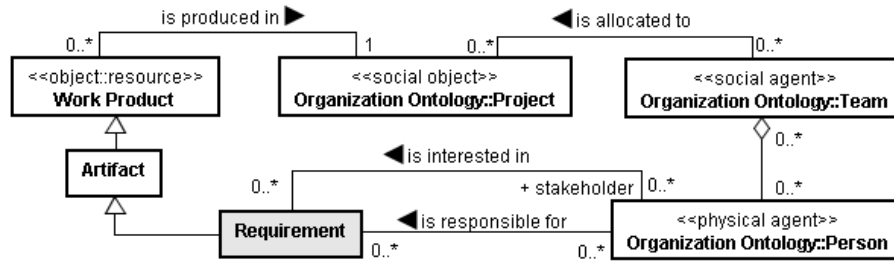 is produced in ▶
◀ is allocated to
0..*
1
0..*
0..*
<<object::resource>>
Work Product
<<social object>>
Organization Ontology::Project
<<social agent>>
Organization Ontology::Team
0..*
Artifact
◀ is interested in
0..*
+ stakeholder
0..*
0..*
Requirement
◀ is responsible for
0..*
0..*
<<physical agent>>
Organization Ontology::Person